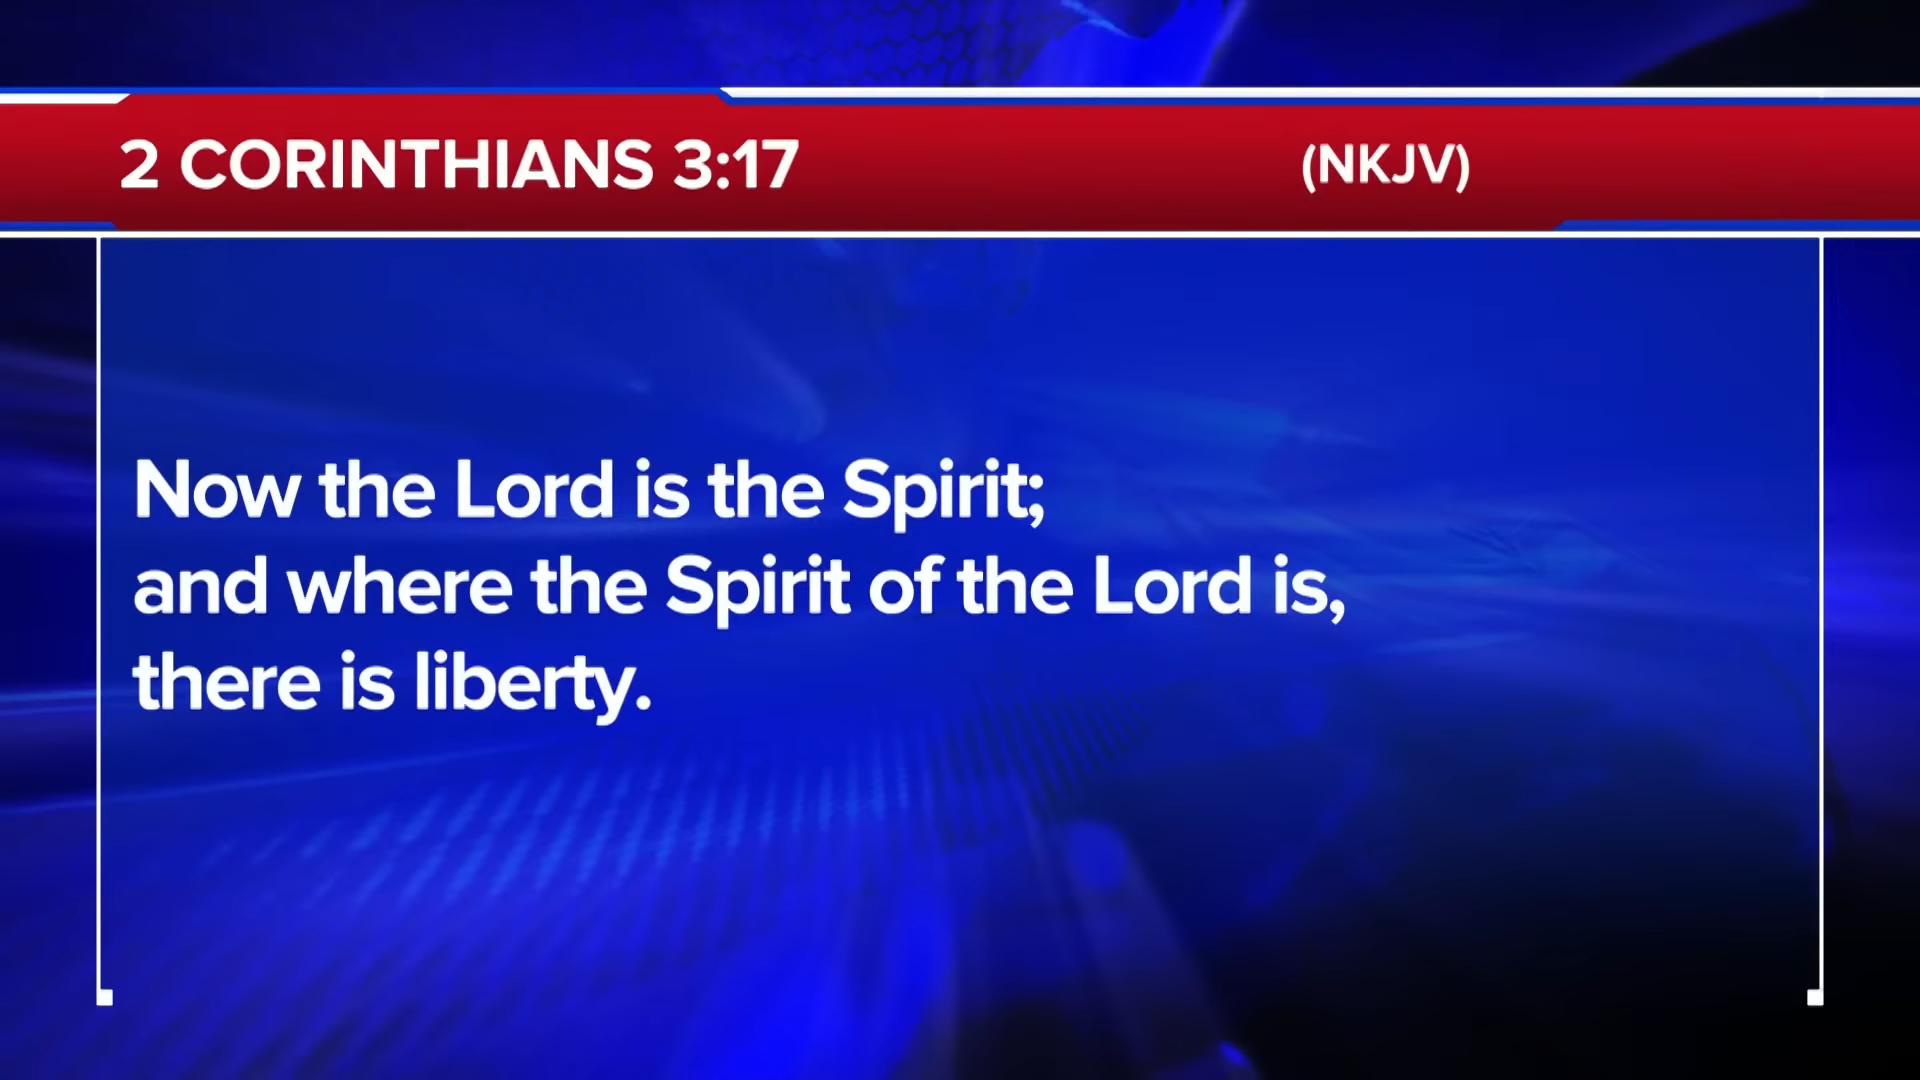 2 CORINTHIANS 3:17 (NKJV)
Now the Lord is the Spirit;
and where the Spirit of the Lord is,
there is liberty.